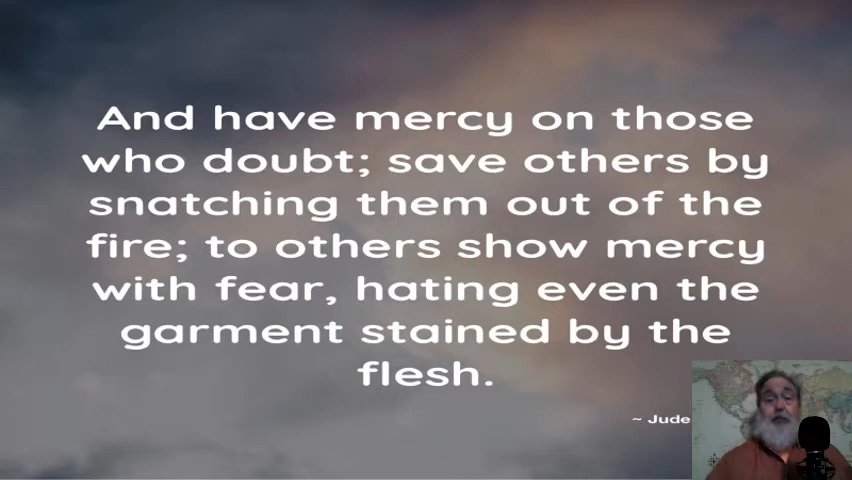 And have mercy on those
who doubt; save others by
snatching them out of the
fire; to others show mercy
with fear, hating even the
garment stained by the
flesh.
~ Jude